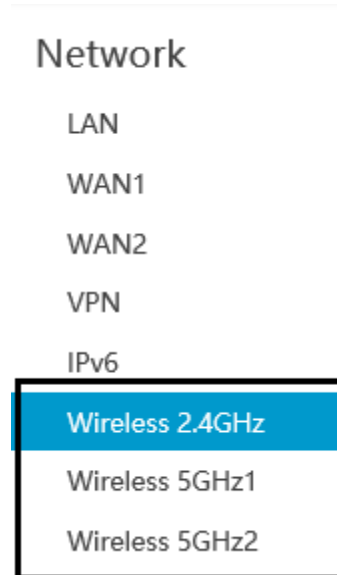 Network
LAN
WAN1
WAN2
VPN
IPv6
Wireless 2.4GHz
Wireless 5GHz1
Wireless 5GHz2